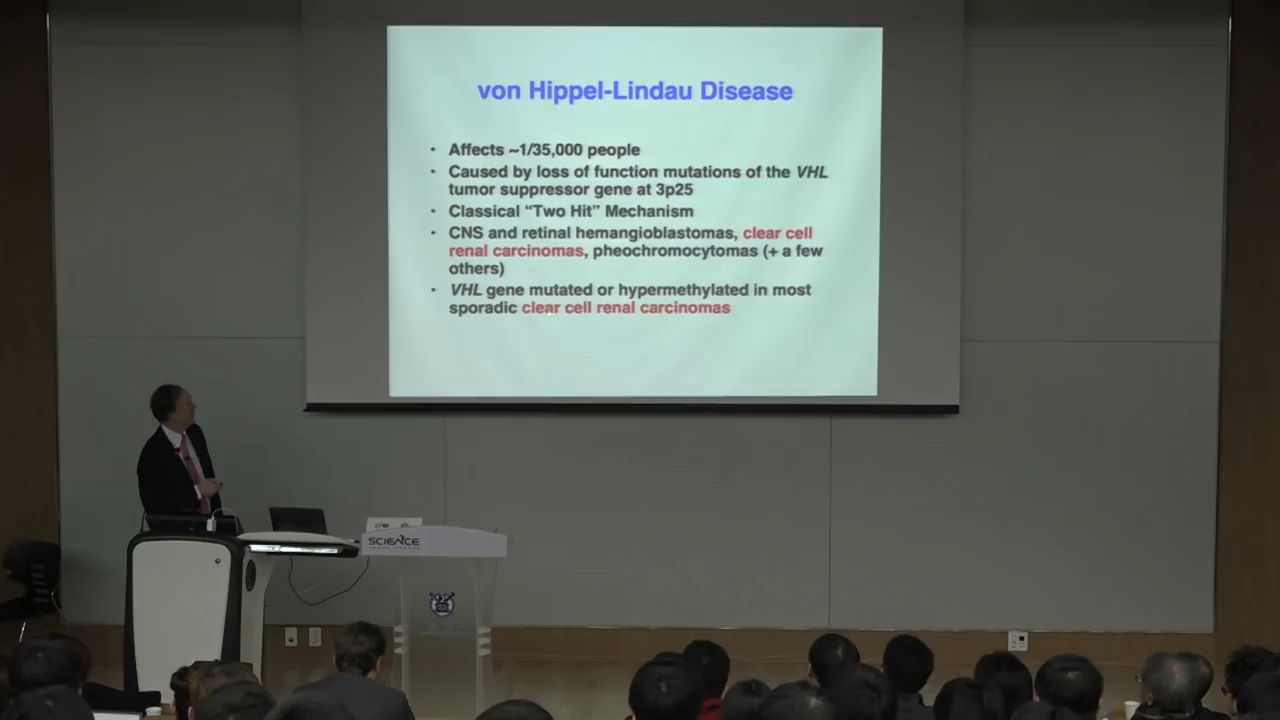 von Hippel-Lindau Disease
• Affects ~1/35,000 people
• Caused by loss of function mutations of the VHL
tumor suppressor gene at 3p25
• Classical “Two Hit” Mechanism
• CNS and retinal hemangioblastomas, clear cell
renal carcinomas, pheochromocytomas (+ a few
others)
• VHL gene mutated or hypermethylated in most
sporadic clear cell renal carcinomas
SCIENCE